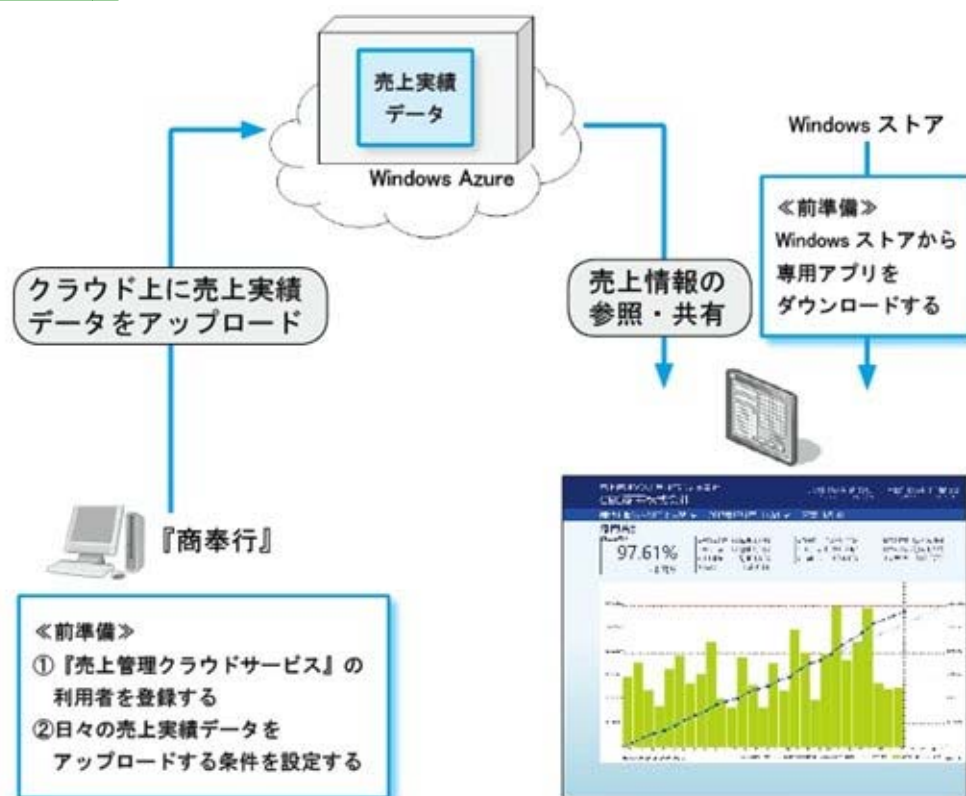 売上実績
データ
Windows Azure
Windows ストア
≪前準備≫
Windows ストアから
専用アプリを
ダウンロードする
クラウド上に売上実績
データをアップロード
売上情報の
参照・共有
『商奉行』
≪前準備≫
①『売上管理クラウドサービス』の
利用者を登録する
②日々の売上実績データを
アップロードする条件を設定する
97.61%